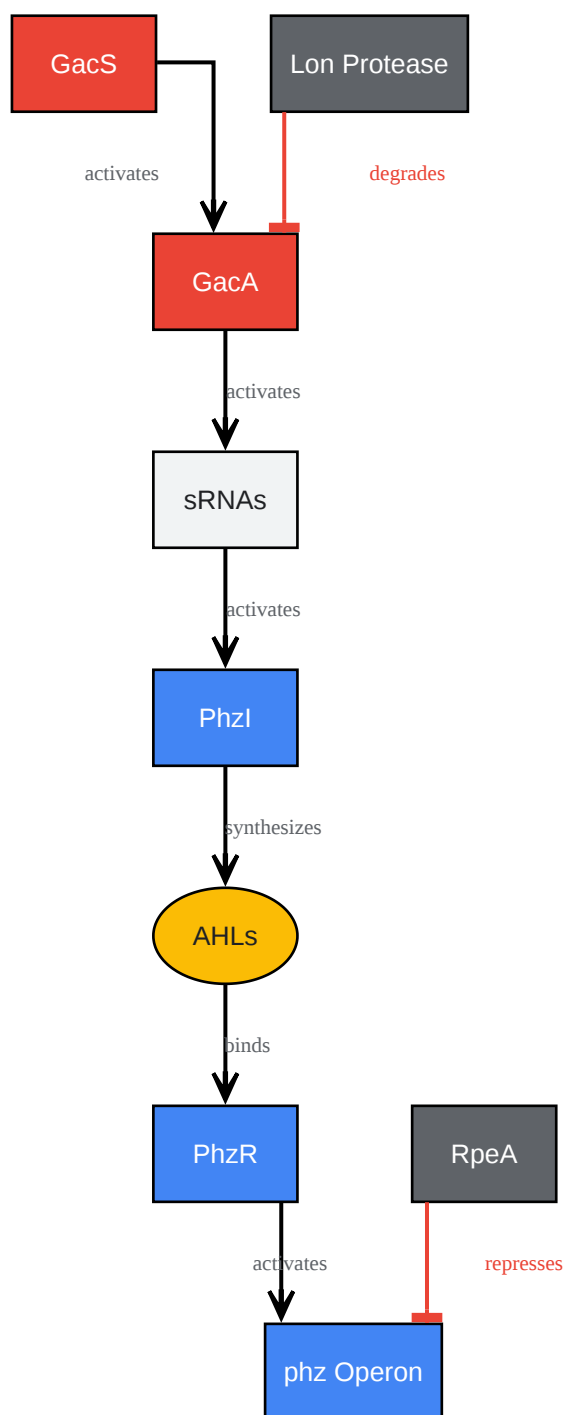 GacS
Lon Protease
activates
degrades
GacA
activates
sRNAs
activates
PhzI
synthesizes
AHLs
binds
PhzR
RpeA
activates
represses
phz Operon